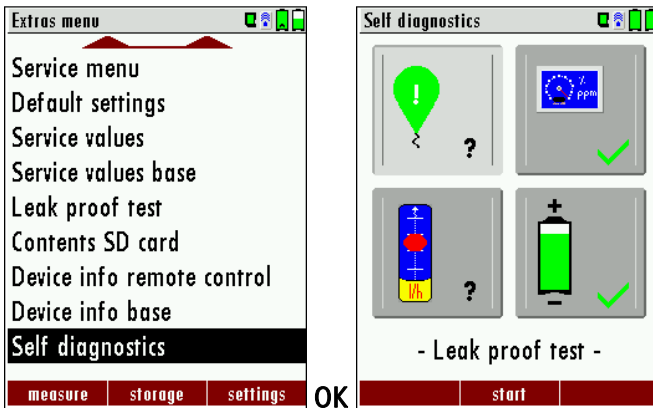 Extras menu
Service menu
Default settings
Service values
Service values base
Leak proof test
Contents SD card
Device info remote control
Device info base
Self diagnostics
measure storage settings
OK
Self diagnostics
!
?
% ppm
l/h
?
+
–
- Leak proof test -
start